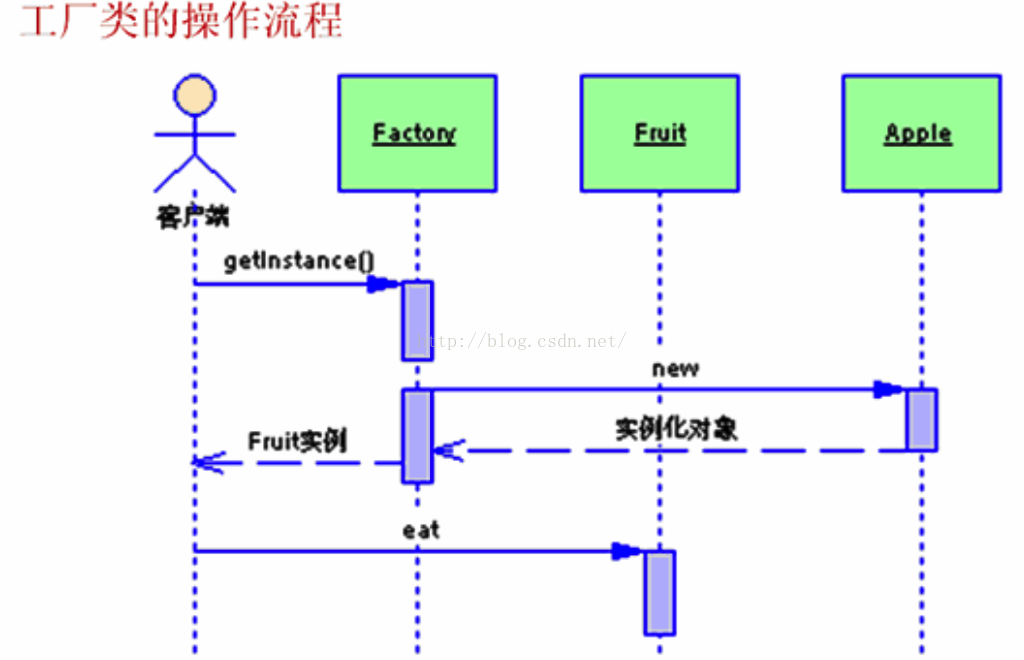 工厂类的操作流程
Factory
Fruit
Apple
客户端
getInstance()
ttp://blog.csdn.net/
new
实例化对象
Fruit实例
eat